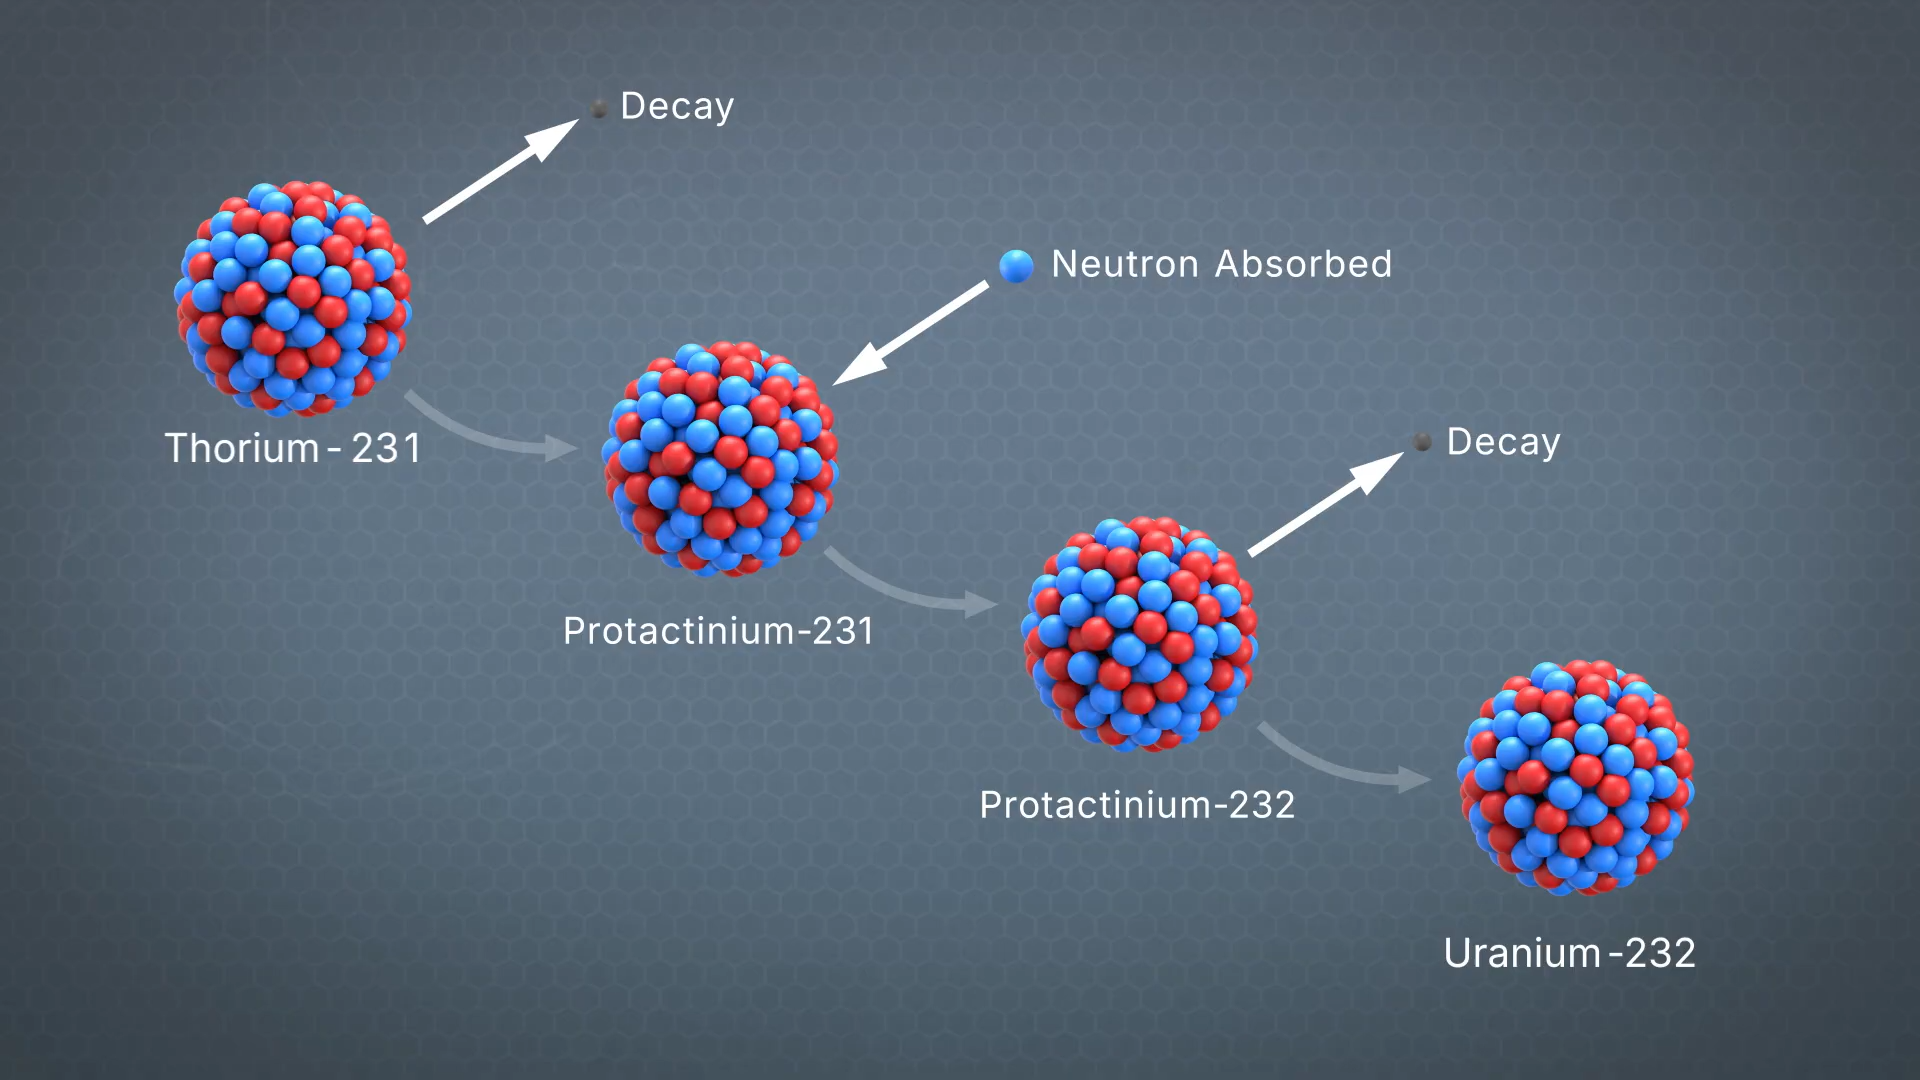 Decay
Neutron Absorbed
Thorium-231
Decay
Protactinium-231
Protactinium-232
Uranium-232